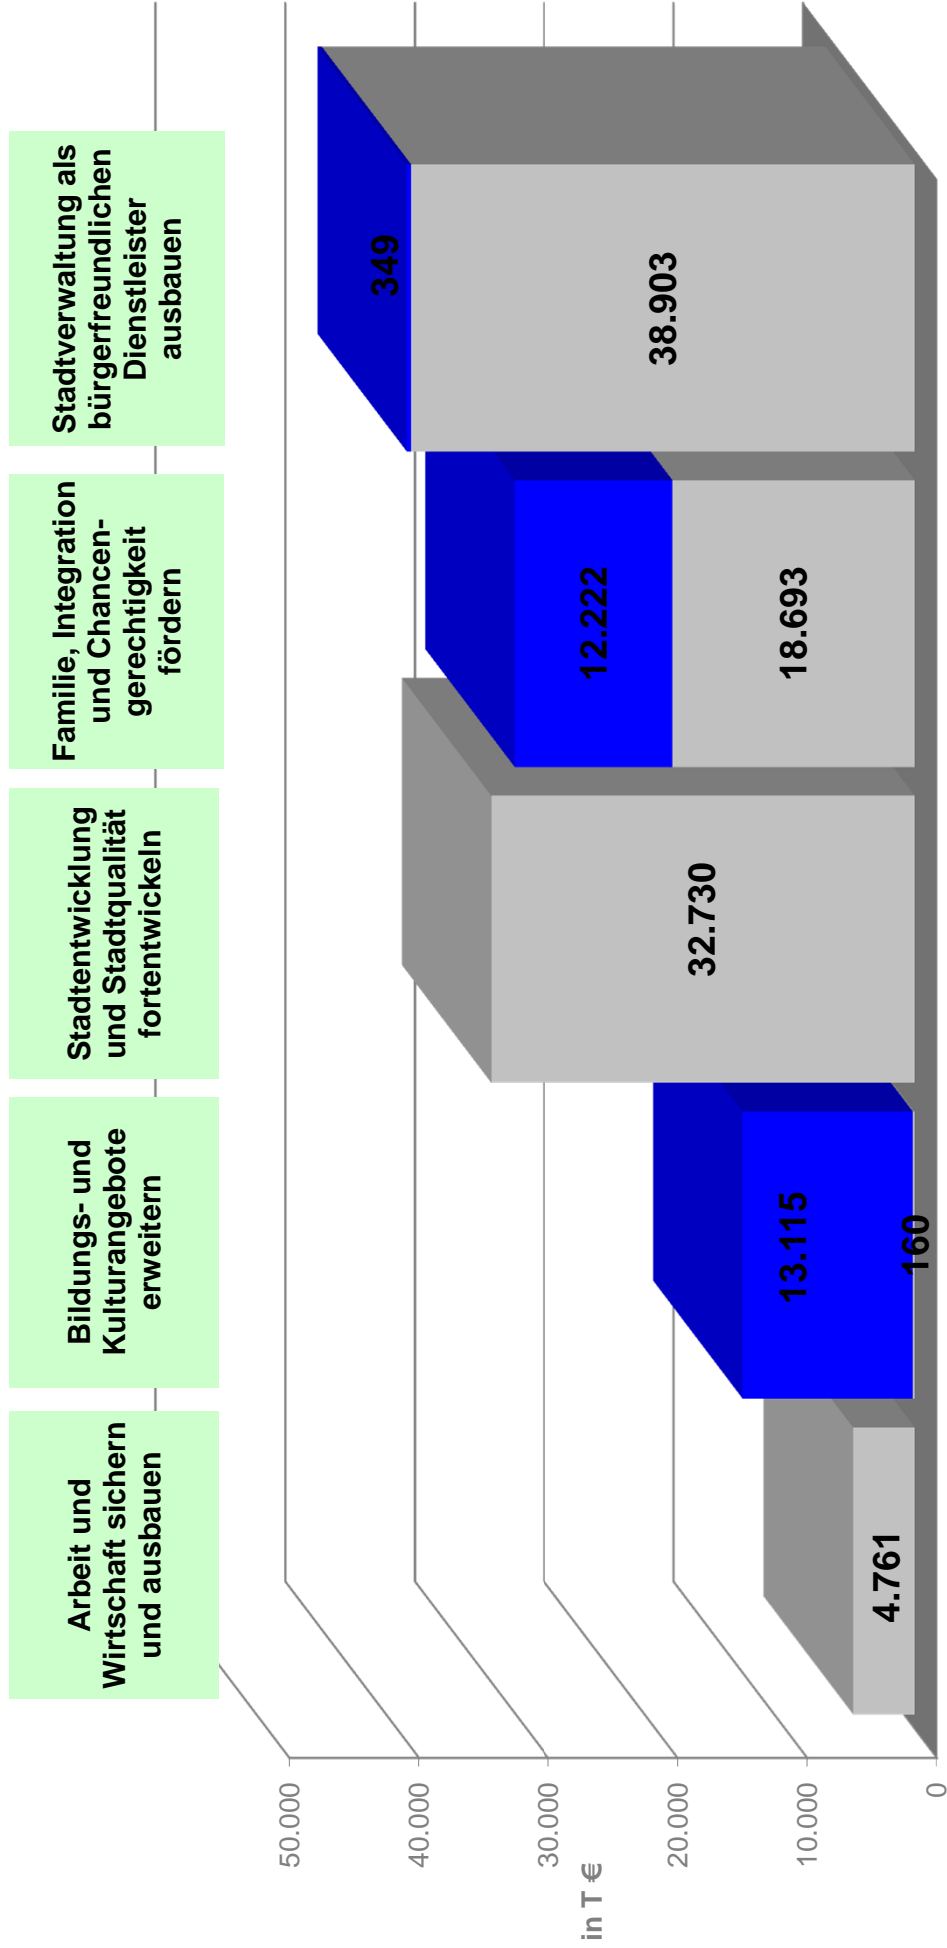 Arbeit und
Wirtschaft sichern
und ausbauen
Bildungs- und
Kulturangebote
erweitern
Stadtentwicklung
und Stadtqualität
fortentwickeln
Familie, Integration
und Chancen-
gerechtigkeit
fördern
Stadtverwaltung als
bürgerfreundlichen
Dienstleister
ausbauen
50.000
40.000
30.000
20.000
10.000
0
in T €
4.761
13.115
160
32.730
12.222
18.693
349
38.903